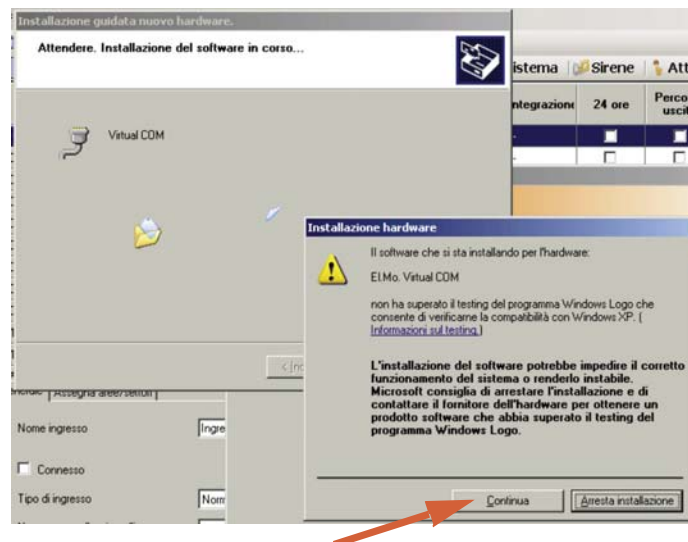 Installazione guidata nuovo hardware.
Attendere. Installazione del software in corso...
Virtual COM
istema
Sirene
Att
ntegrazione
24 ore
Perco
uscit
Installazione hardware
Il software che si sta installando per l'hardware:
El.Mo. Virtual COM
non ha superato il testing del programma Windows Logo che
consente di verificarne la compatibilità con Windows XP. (
Informazioni sul testing.)
L'installazione del software potrebbe impedire il corretto
funzionamento del sistema o renderlo instabile.
Microsoft consiglia di arrestare l'installazione e di
contattare il fornitore dell'hardware per ottenere un
prodotto software che abbia superato il testing del
programma Windows Logo.
Assegna aree/settori
Nome ingresso
Ingre
Connesso
Tipo di ingresso
Norm
Continua
Arresta installazione